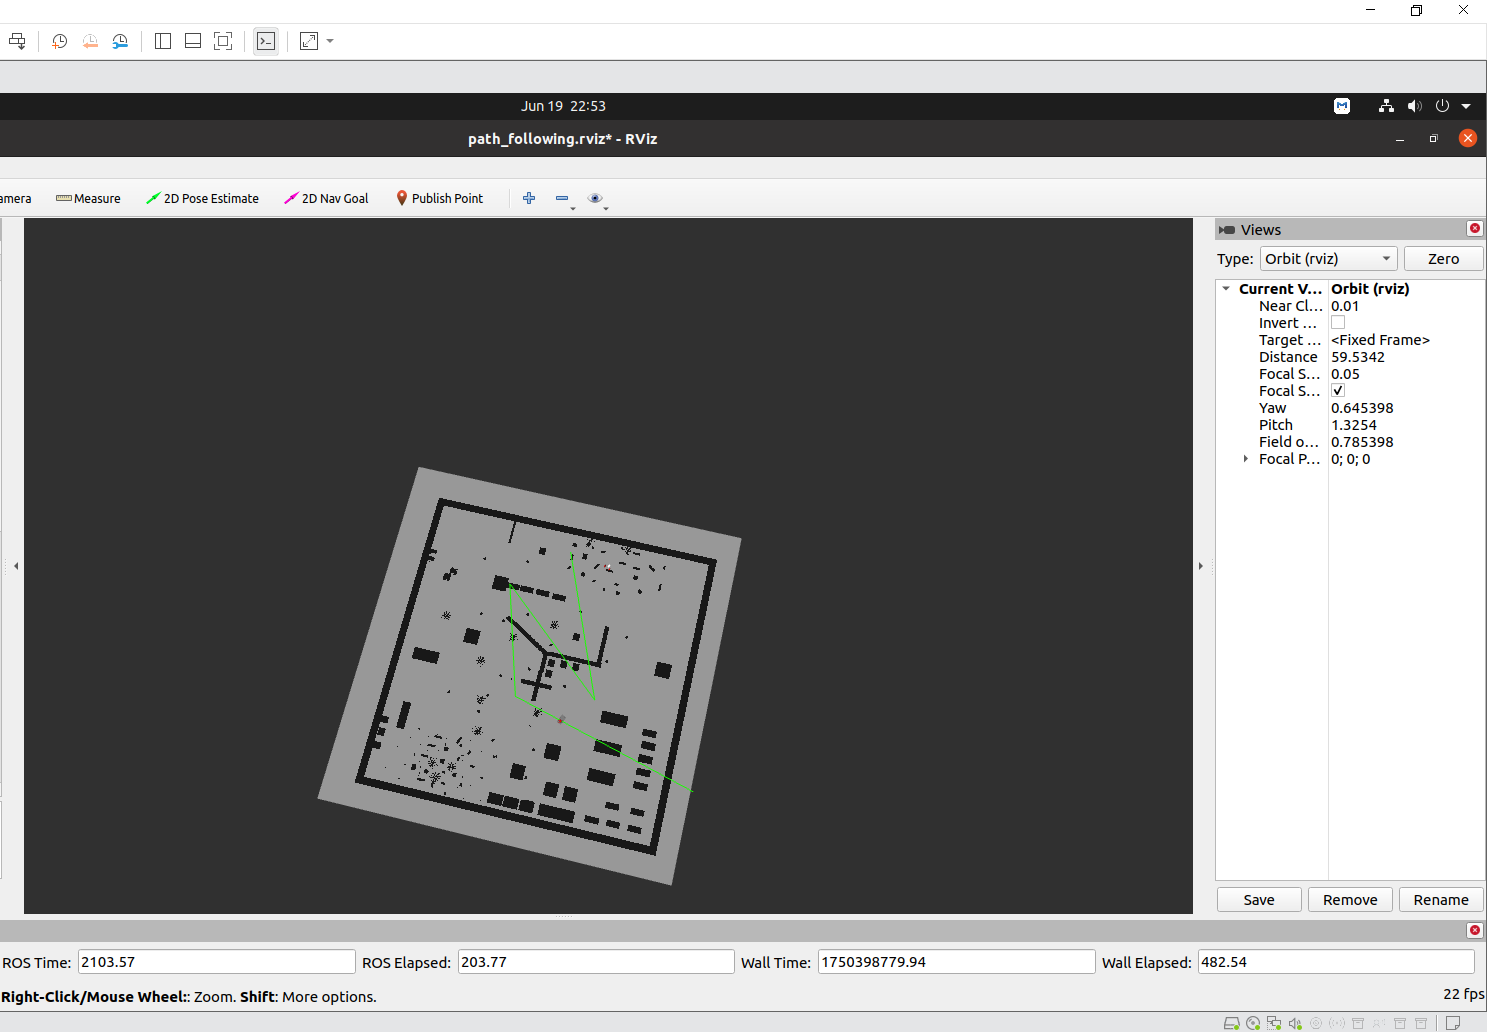 Jun 19 22:53
path_following.rviz* - RViz
amera Measure 2D Pose Estimate 2D Nav Goal Publish Point
Views
Type: Orbit (rviz) Zero
Current V... Orbit (rviz)
Near Cl... 0.01
Invert ...
Target ... <Fixed Frame>
Distance 59.5342
Focal S... 0.05
Focal S...
Yaw 0.645398
Pitch 1.3254
Field o... 0.785398
Focal P... 0; 0; 0
Save Remove Rename
ROS Time: 2103.57 ROS Elapsed: 203.77 Wall Time: 1750398779.94 Wall Elapsed: 482.54
Right-Click/Mouse Wheel:: Zoom. Shift: More options. 22 fps